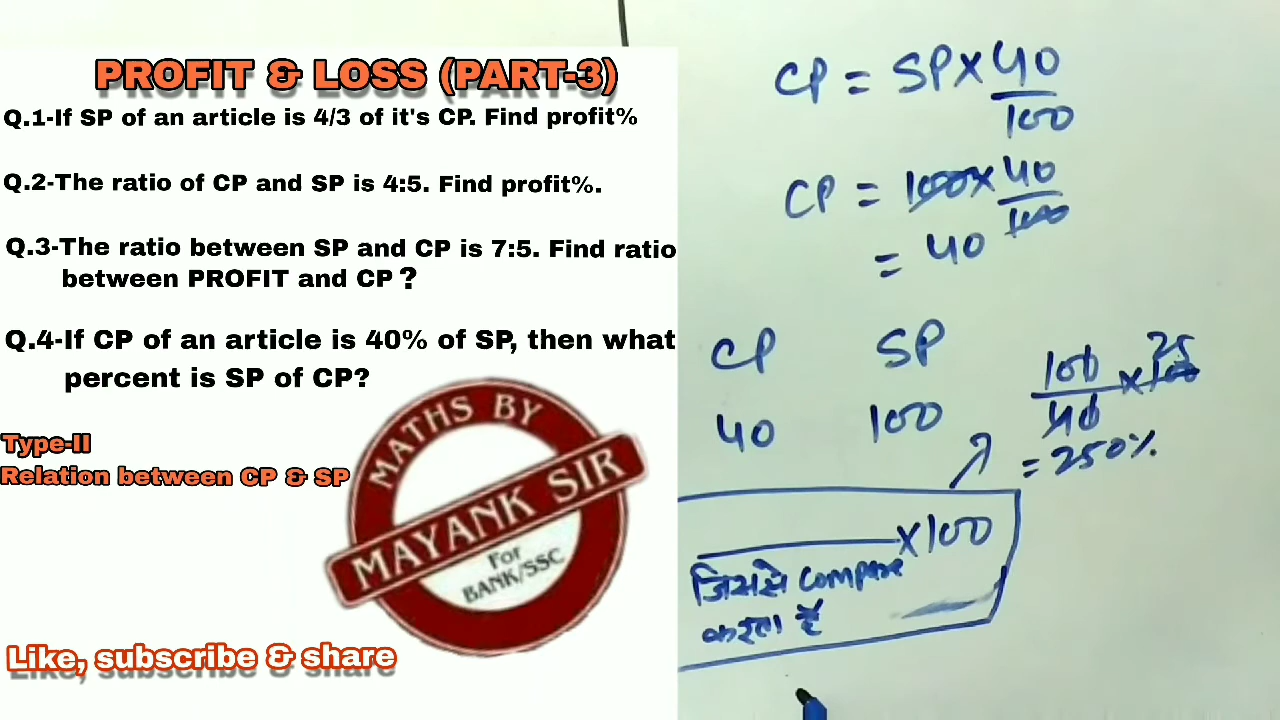 PROFIT & LOSS (PART-3)
Q.1-If SP of an article is 4/3 of it's CP. Find profit%
Q.2-The ratio of CP and SP is 4:5. Find profit%.
Q.3-The ratio between SP and CP is 7:5. Find ratio
between PROFIT and CP?
Q.4-If CP of an article is 40% of SP, then what
percent is SP of CP?
Type-II
Relation between CP & SP
MATHS BY
MAYANK SIR
For
BANK/SSC
Like, subscribe & share
CP = SP × 40
100
CP = 100 × 40
100
= 40
CP SP
40 100
100 × 100 25
40
= 250%
×100
जिससे compare
करता है